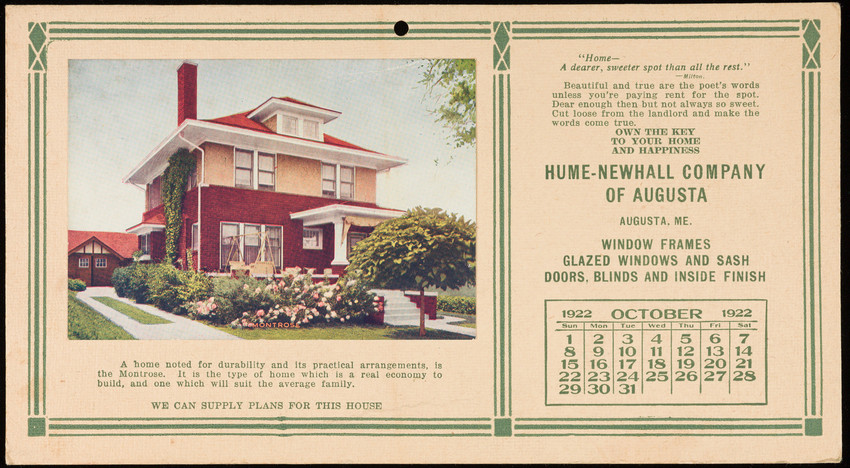 MONTROSE
A home noted for durability and its practical arrangements, is
the Montrose. It is the type of home which is a real economy to
build, and one which will suit the average family.
WE CAN SUPPLY PLANS FOR THIS HOUSE
"Home—
A dearer, sweeter spot than all the rest."
—Milton.
Beautiful and true are the poet's words
unless you're paying rent for the spot.
Dear enough then but not always so sweet.
Cut loose from the landlord and make the
words come true.
OWN THE KEY
TO YOUR HOME
AND HAPPINESS
HUME-NEWHALL COMPANY
OF AUGUSTA
AUGUSTA, ME.
WINDOW FRAMES
GLAZED WINDOWS AND SASH
DOORS, BLINDS AND INSIDE FINISH
1922 OCTOBER 1922
Sun Mon Tue Wed Thu Fri Sat
1 2 3 4 5 6 7
8 9 10 11 12 13 14
15 16 17 18 19 20 21
22 23 24 25 26 27 28
29 30 31